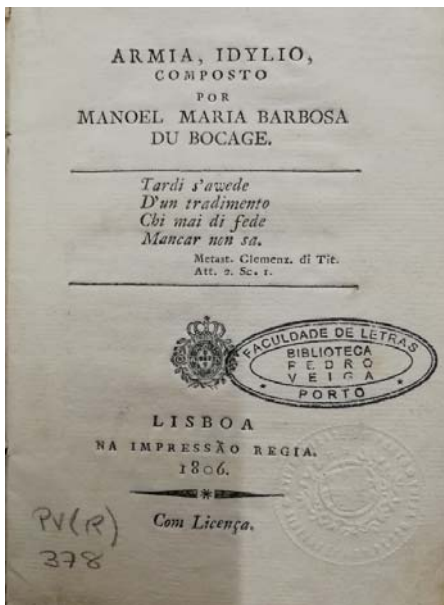 ARMIA, IDYLIO,
COMPOSTO
POR
MANOEL MARIA BARBOSA
DU BOCAGE.
Tardi s'avvede
D'un tradimento
Chi mai di fede
Mancar non sa.
Metast. Clemenz. di Tit.
Att. 2. Sc. 1.
FACULDADE DE LETRAS
BIBLIOTECA
PEDRO
VEIGA
PORTO
LISBOA
NA IMPRESSÃO REGIA.
1806.
Com Licença.
PV(R)
378